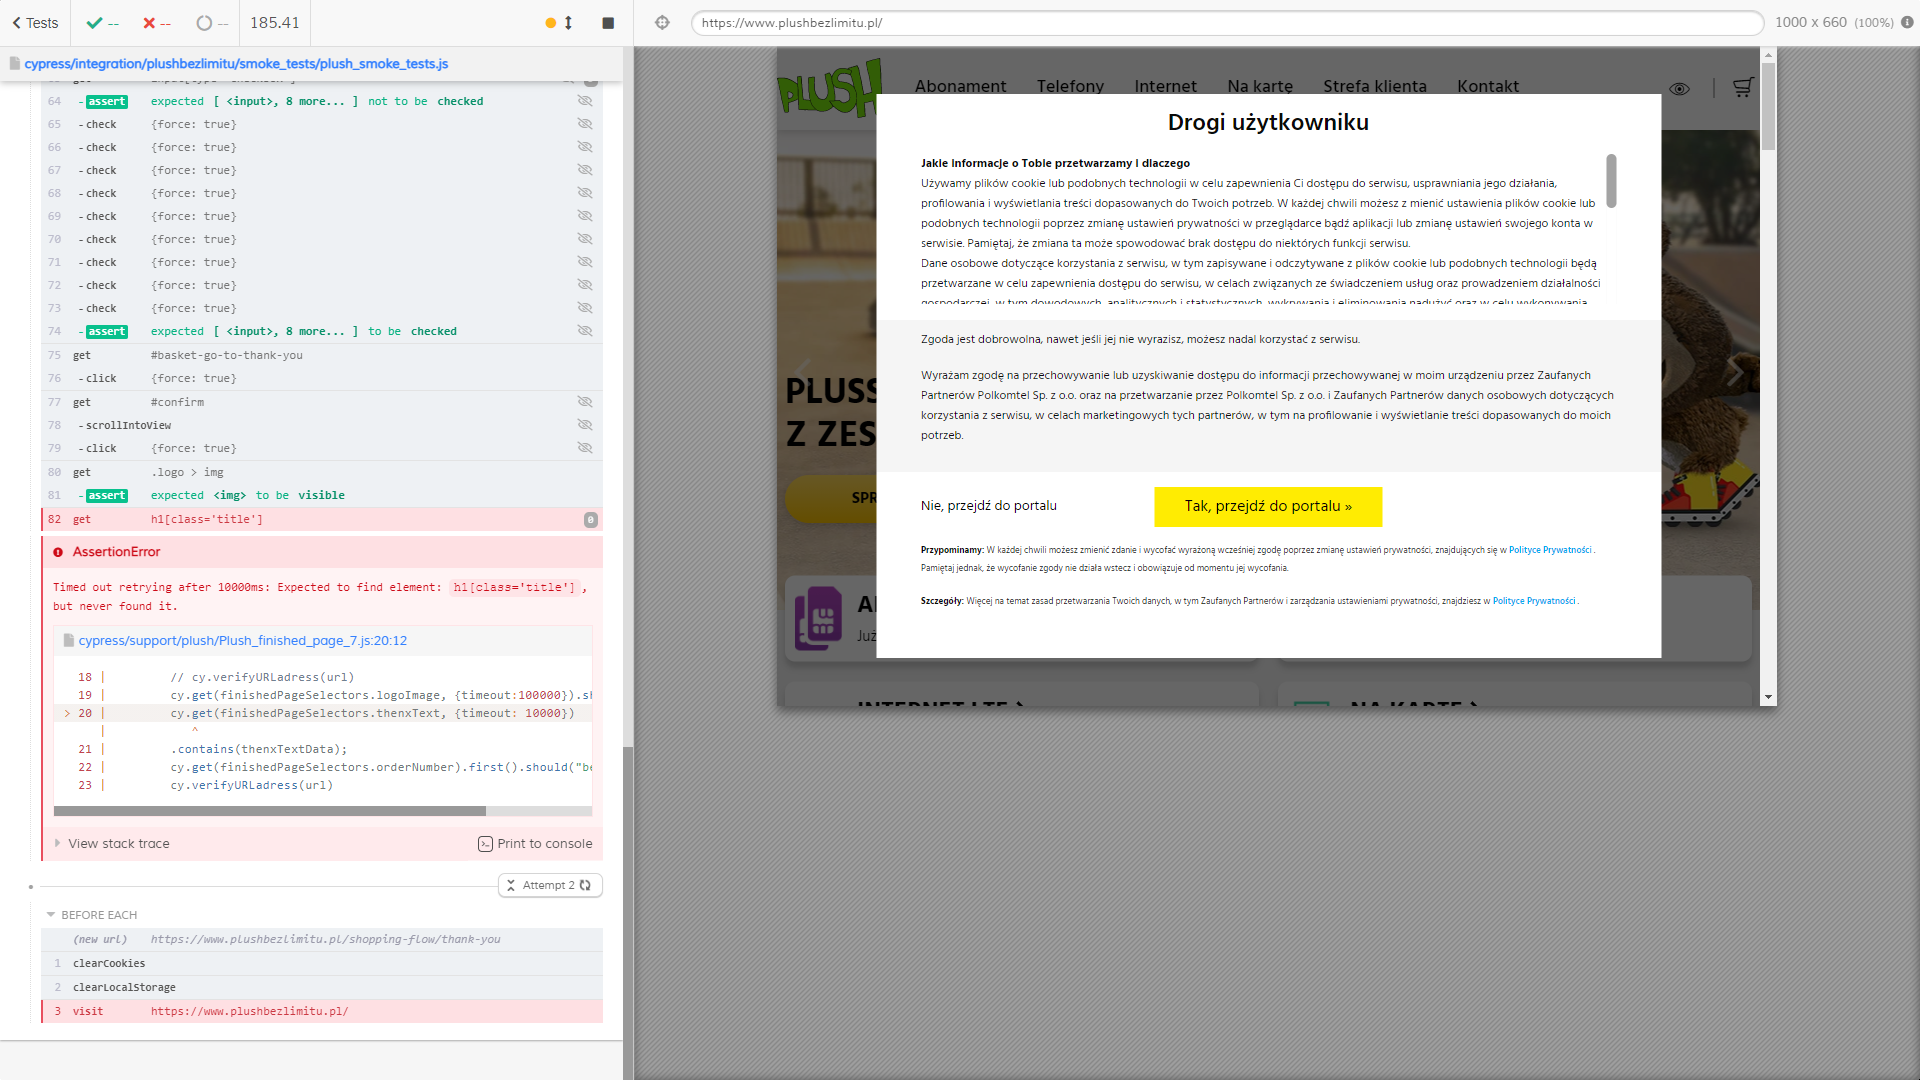 Tests
--
--
--
185.41
https://www.plushbezlimitu.pl/
1000 x 660 (100%)
cypress/integration/plushbezlimitu/smoke_tests/plush_smoke_tests.js
64 -assert expected [ <input>, 8 more... ] not to be checked
65 -check {force: true}
66 -check {force: true}
67 -check {force: true}
68 -check {force: true}
69 -check {force: true}
70 -check {force: true}
71 -check {force: true}
72 -check {force: true}
73 -check {force: true}
74 -assert expected [ <input>, 8 more... ] to be checked
75 get #basket-go-to-thank-you
76 -click {force: true}
77 get #confirm
78 -scrollIntoView
79 -click {force: true}
80 get .logo > img
81 -assert expected <img> to be visible
82 get h1[class='title'] 0
AssertionError
Timed out retrying after 10000ms: Expected to find element: h1[class='title'],
but never found it.
cypress/support/plush/Plush_finished_page_7.js:20:12
18 | // cy.verifyURLadress(url)
19 | cy.get(finishedPageSelectors.logoImage, {timeout:100000}).sh
> 20 | cy.get(finishedPageSelectors.thenxText, {timeout: 10000})
| ^
21 | .contains(thenxTextData);
22 | cy.get(finishedPageSelectors.orderNumber).first().should("be
23 | cy.verifyURLadress(url)
View stack trace
Print to console
Attempt 2
BEFORE EACH
(new url) https://www.plushbezlimitu.pl/shopping-flow/thank-you
1 clearCookies
2 clearLocalStorage
3 visit https://www.plushbezlimitu.pl/
PLUSH
Abonament Telefony Internet Na kartę Strefa klienta Kontakt
Drogi użytkowniku
Jakie informacje o Tobie przetwarzamy i dlaczego
Używamy plików cookie lub podobnych technologii w celu zapewnienia Ci dostępu do serwisu, usprawniania jego działania,
profilowania i wyświetlania treści dopasowanych do Twoich potrzeb. W każdej chwili możesz z mienić ustawienia plików cookie lub
podobnych technologii poprzez zmianę ustawień prywatności w przeglądarce bądź aplikacji lub zmianę ustawień swojego konta w
serwisie. Pamiętaj, że zmiana ta może spowodować brak dostępu do niektórych funkcji serwisu.
Dane osobowe dotyczące korzystania z serwisu, w tym zapisywane i odczytywane z plików cookie lub podobnych technologii będą
przetwarzane w celu zapewnienia dostępu do serwisu, w celach związanych ze świadczeniem usług oraz prowadzeniem działalności
gospodarczej, w tym dowodowych, analitycznych i statystycznych, wykrywania i eliminowania nadużyć oraz w celu wykonywania
Zgoda jest dobrowolna, nawet jeśli jej nie wyrazisz, możesz nadal korzystać z serwisu.
Wyrażam zgodę na przechowywanie lub uzyskiwanie dostępu do informacji przechowywanej w moim urządzeniu przez Zaufanych
Partnerów Polkomtel Sp. z o.o. oraz na przetwarzanie przez Polkomtel Sp. z o.o. i Zaufanych Partnerów danych osobowych dotyczących
korzystania z serwisu, w celach marketingowych tych partnerów, w tym na profilowanie i wyświetlanie treści dopasowanych do moich
potrzeb.
Nie, przejdź do portalu
Tak, przejdź do portalu »
Przypominamy: W każdej chwili możesz zmienić zdanie i wycofać wyrażoną wcześniej zgodę poprzez zmianę ustawień prywatności, znajdujących się w Polityce Prywatności .
Pamiętaj jednak, że wycofanie zgody nie działa wstecz i obowiązuje od momentu jej wycofania.
Szczegóły: Więcej na temat zasad przetwarzania Twoich danych, w tym Zaufanych Partnerów i zarządzania ustawieniami prywatności, znajdziesz w Polityce Prywatności .
PLUSS
Z ZES
SPR
Już
INTERNET LTE >
NA KARTĘ >